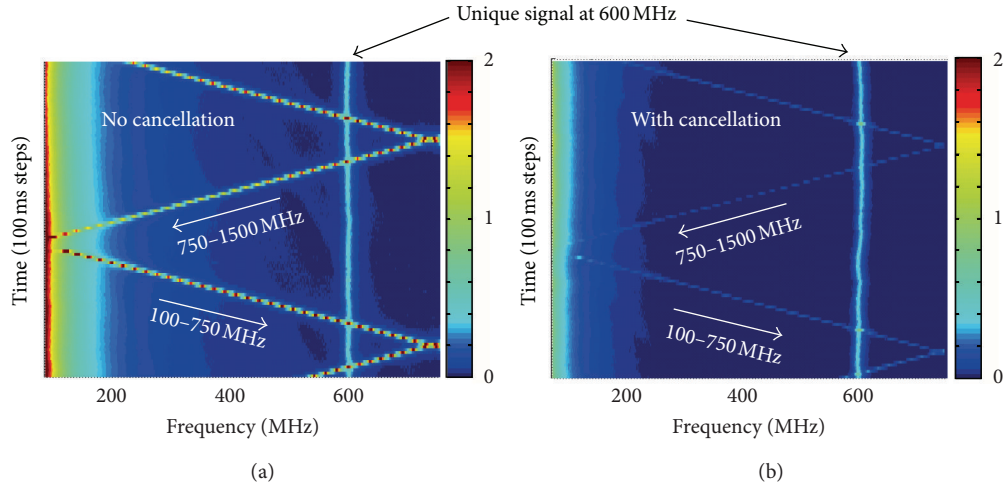 Unique signal at 600 MHz
No cancellation
750–1500 MHz
100–750 MHz
Time (100 ms steps)
200
400
600
Frequency (MHz)
2
1
0
(a)
With cancellation
750–1500 MHz
100–750 MHz
Time (100 ms steps)
200
400
600
Frequency (MHz)
2
1
0
(b)